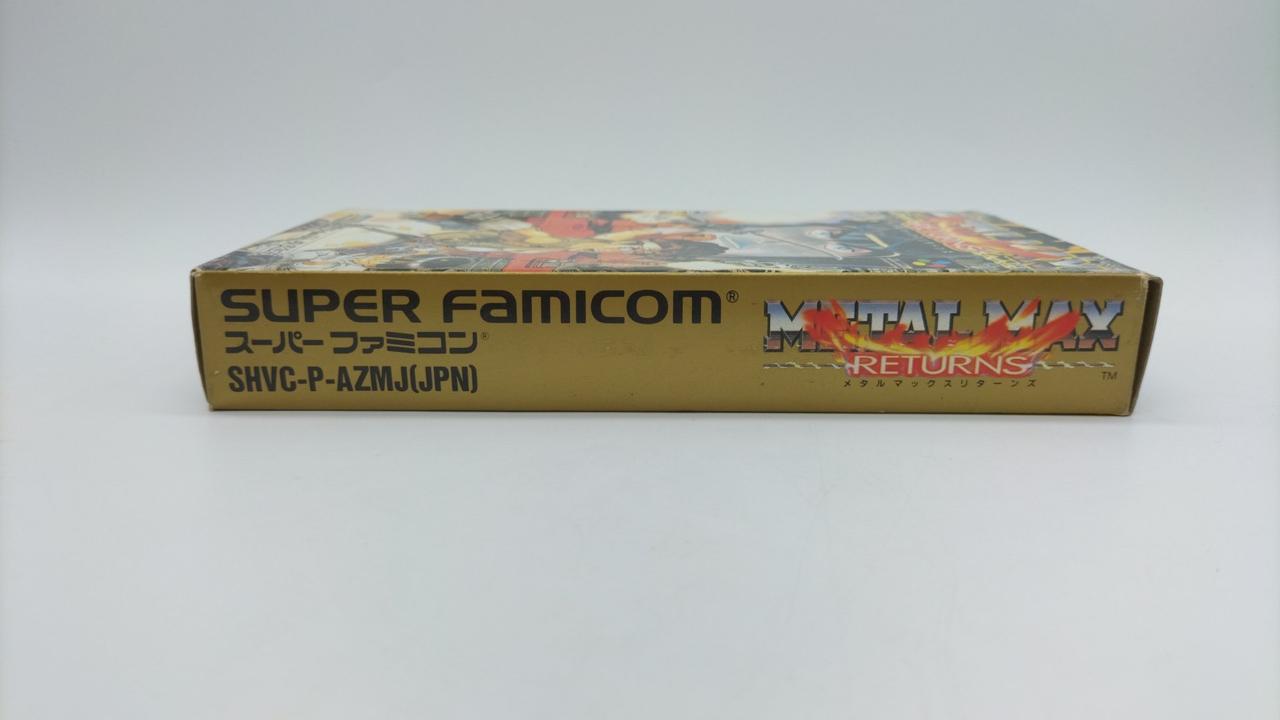 SUPER FAMICOM®
スーパーファミコン®
SHVC-P-AZMJ(JPN)
METAL MAX
RETURNS
メタルマックスリターンズ
TM